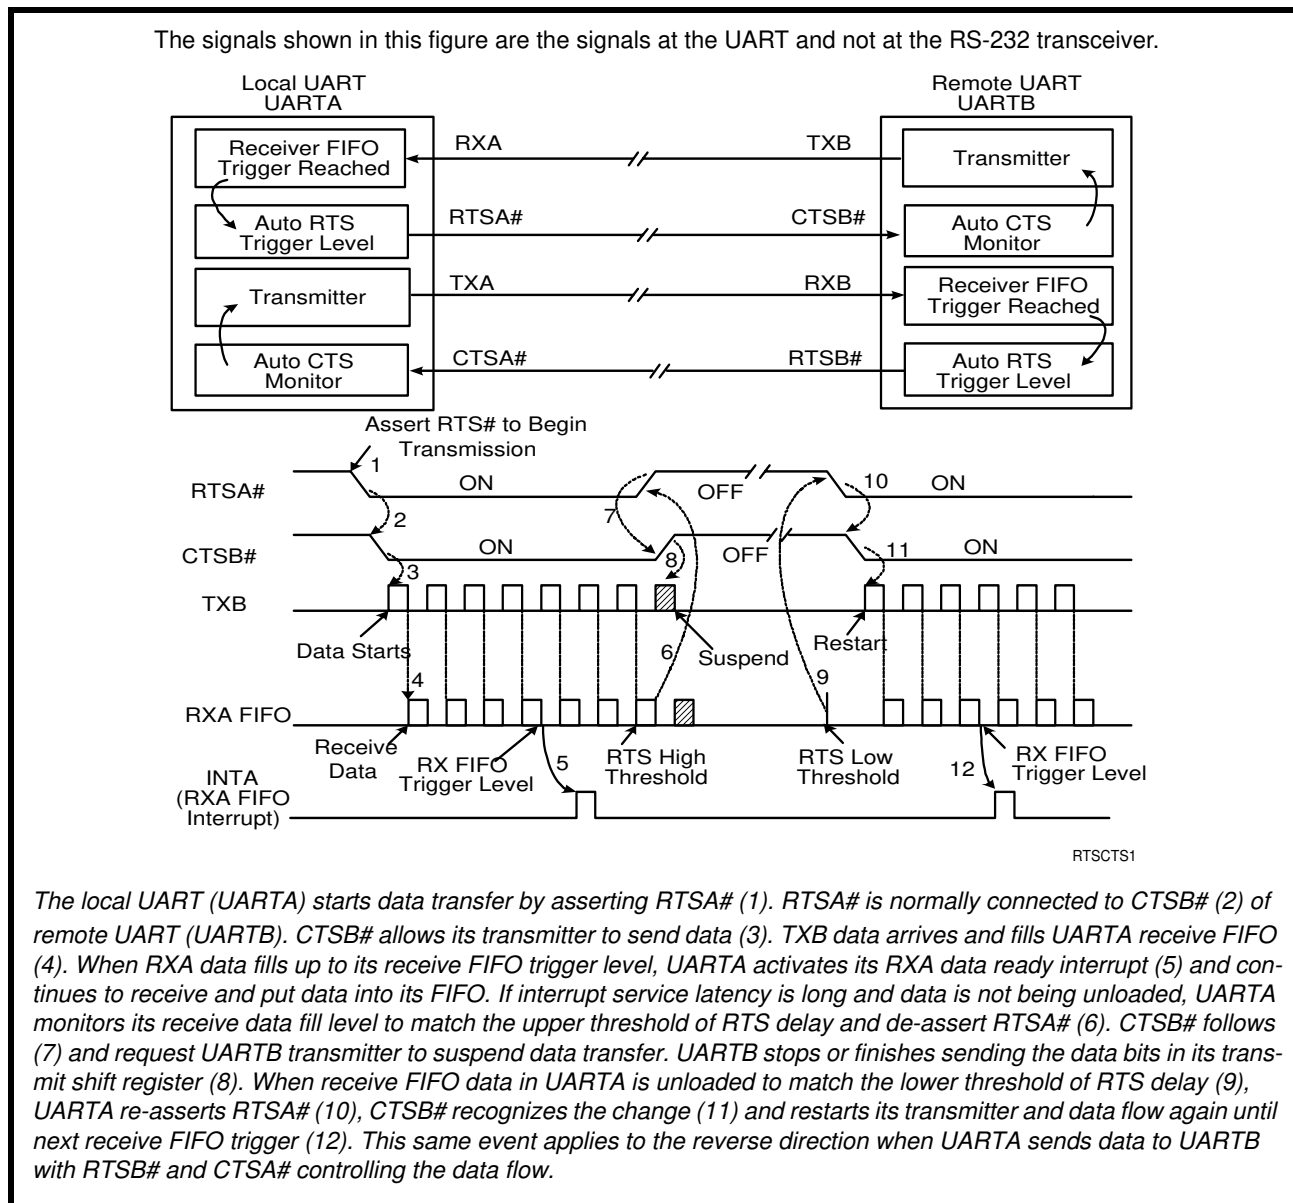 The signals shown in this figure are the signals at the UART and not at the RS-232 transceiver.
Local UART
UARTA
Remote UART
UARTB
Receiver FIFO
Trigger Reached
RXA
TXB
Transmitter
Auto RTS
Trigger Level
RTSA#
CTSB#
Auto CTS
Monitor
Transmitter
TXA
RXB
Receiver FIFO
Trigger Reached
Auto CTS
Monitor
CTSA#
RTSB#
Auto RTS
Trigger Level
Assert RTS# to Begin
Transmission
1
RTSA#
ON
OFF
10
ON
2
7
CTSB#
ON
OFF
11
ON
3
8
TXB
Data Starts
6
Suspend
Restart
4
9
RXA FIFO
Receive
Data
RX FIFO
Trigger Level
5
RTS High
Threshold
RTS Low
Threshold
12
RX FIFO
Trigger Level
INTA
(RXA FIFO
Interrupt)
RTSCTS1
The local UART (UARTA) starts data transfer by asserting RTSA# (1). RTSA# is normally connected to CTSB# (2) of
remote UART (UARTB). CTSB# allows its transmitter to send data (3). TXB data arrives and fills UARTA receive FIFO
(4). When RXA data fills up to its receive FIFO trigger level, UARTA activates its RXA data ready interrupt (5) and con-
tinues to receive and put data into its FIFO. If interrupt service latency is long and data is not being unloaded, UARTA
monitors its receive data fill level to match the upper threshold of RTS delay and de-assert RTSA# (6). CTSB# follows
(7) and request UARTB transmitter to suspend data transfer. UARTB stops or finishes sending the data bits in its trans-
mit shift register (8). When receive FIFO data in UARTA is unloaded to match the lower threshold of RTS delay (9),
UARTA re-asserts RTSA# (10), CTSB# recognizes the change (11) and restarts its transmitter and data flow again until
next receive FIFO trigger (12). This same event applies to the reverse direction when UARTA sends data to UARTB
with RTSB# and CTSA# controlling the data flow.